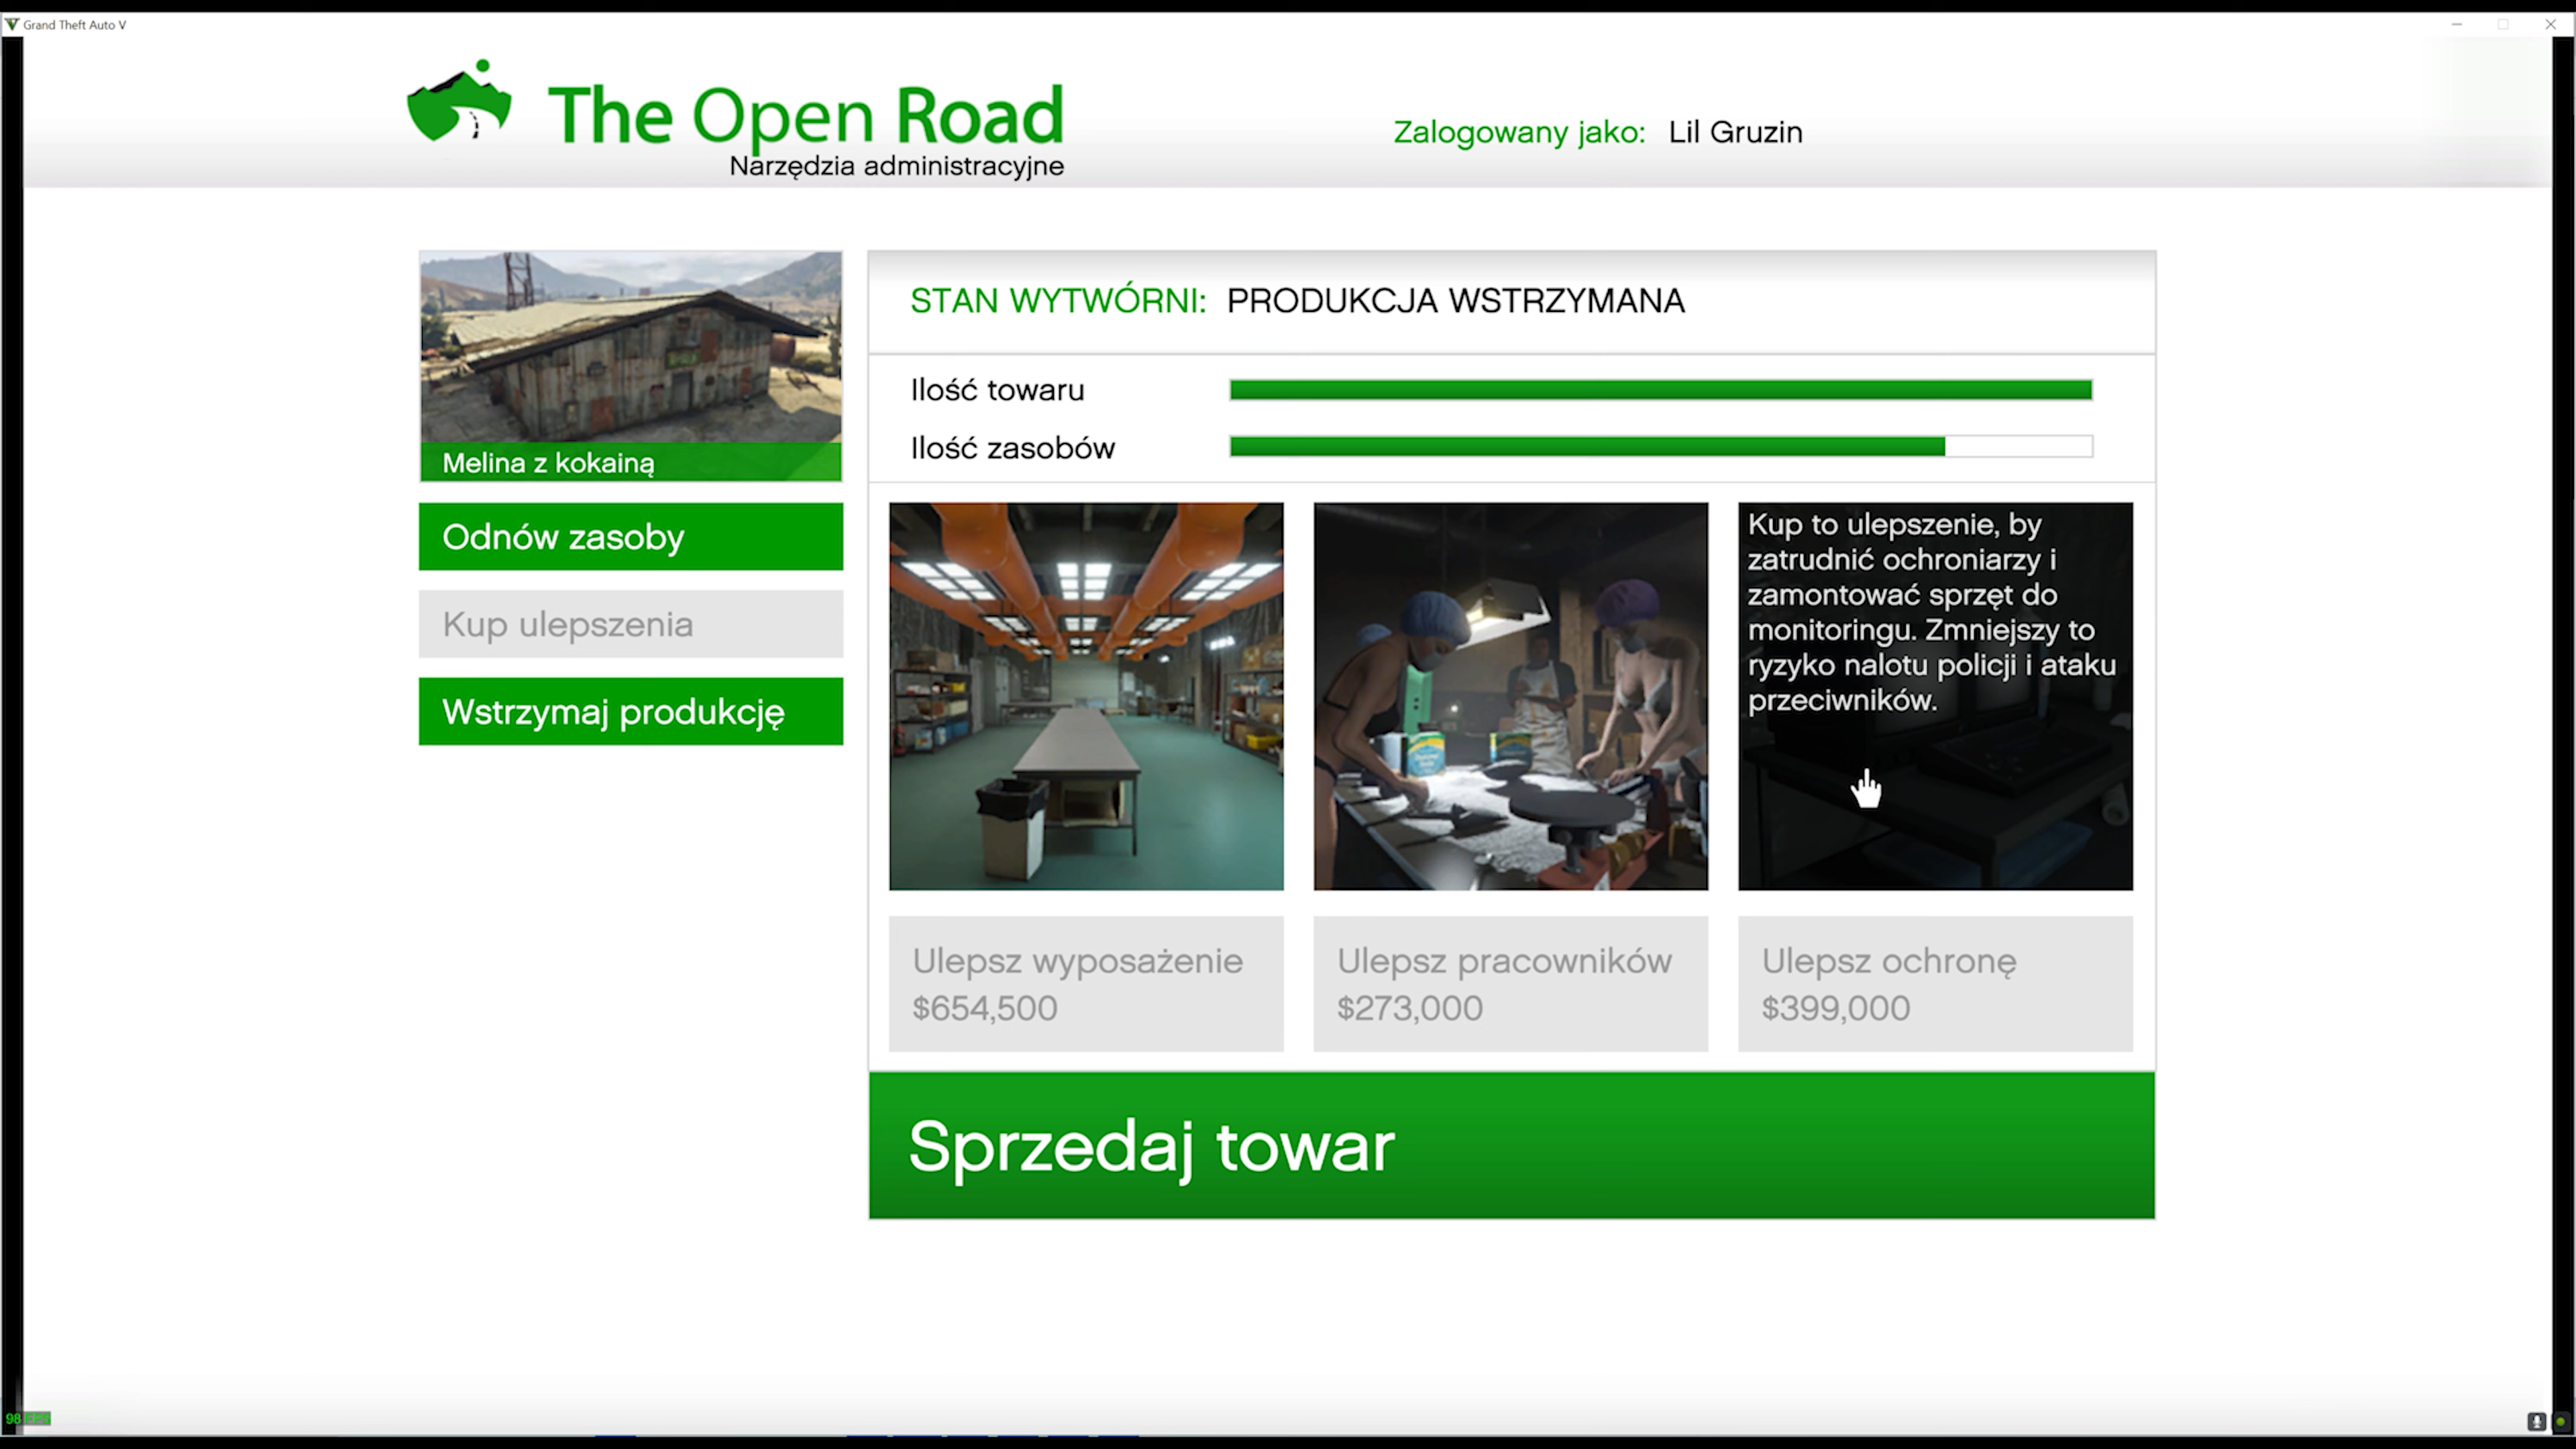 Grand Theft Auto V
The Open Road
Narzędzia administracyjne
Zalogowany jako: Lil Gruzin
Melina z kokainą
Odnów zasoby
Kup ulepszenia
Wstrzymaj produkcję
STAN WYTWÓRNI: PRODUKCJA WSTRZYMANA
Ilość towaru
Ilość zasobów
Kup to ulepszenie, by
zatrudnić ochroniarzy i
zamontować sprzęt do
monitoringu. Zmniejszy to
ryzyko nalotu policji i ataku
przeciwników.
Ulepsz wyposażenie
$654,500
Ulepsz pracowników
$273,000
Ulepsz ochronę
$399,000
Sprzedaj towar
98 FPS